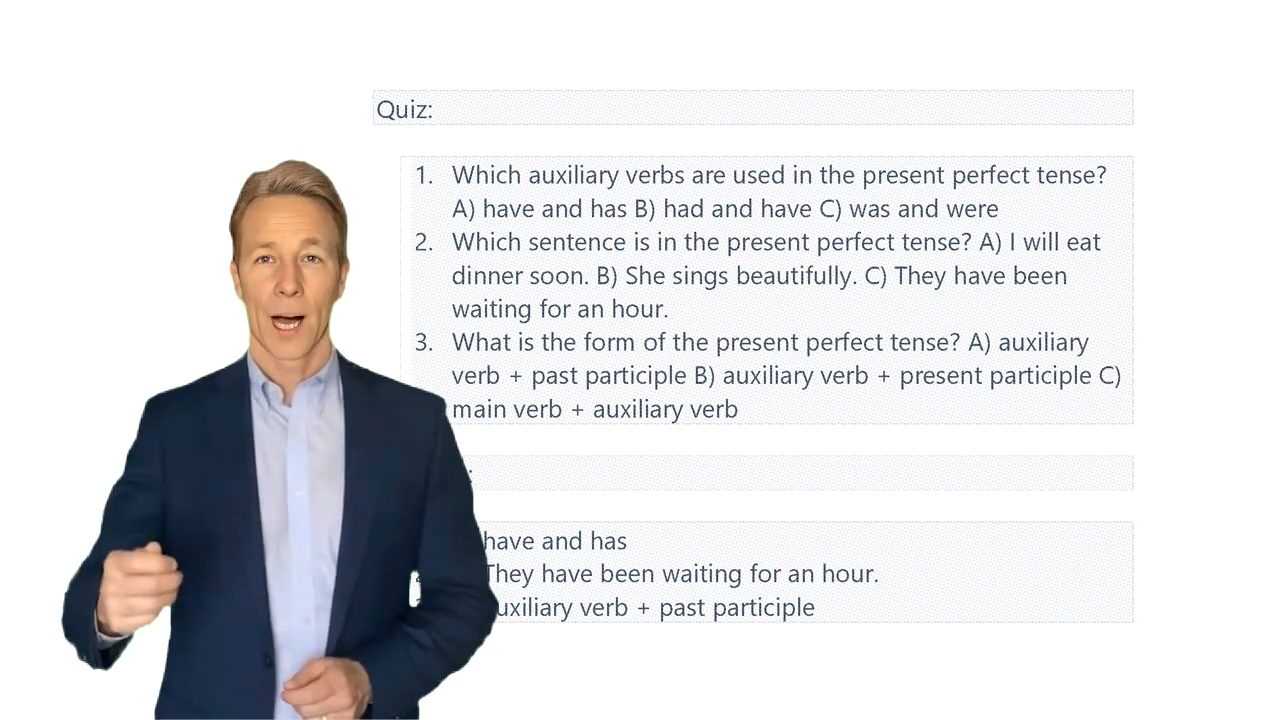 Quiz:
1. Which auxiliary verbs are used in the present perfect tense?
A) have and has B) had and have C) was and were
2. Which sentence is in the present perfect tense? A) I will eat
dinner soon. B) She sings beautifully. C) They have been
waiting for an hour.
3. What is the form of the present perfect tense? A) auxiliary
verb + past participle B) auxiliary verb + present participle C)
main verb + auxiliary verb
:
have and has
They have been waiting for an hour.
uxiliary verb + past participle